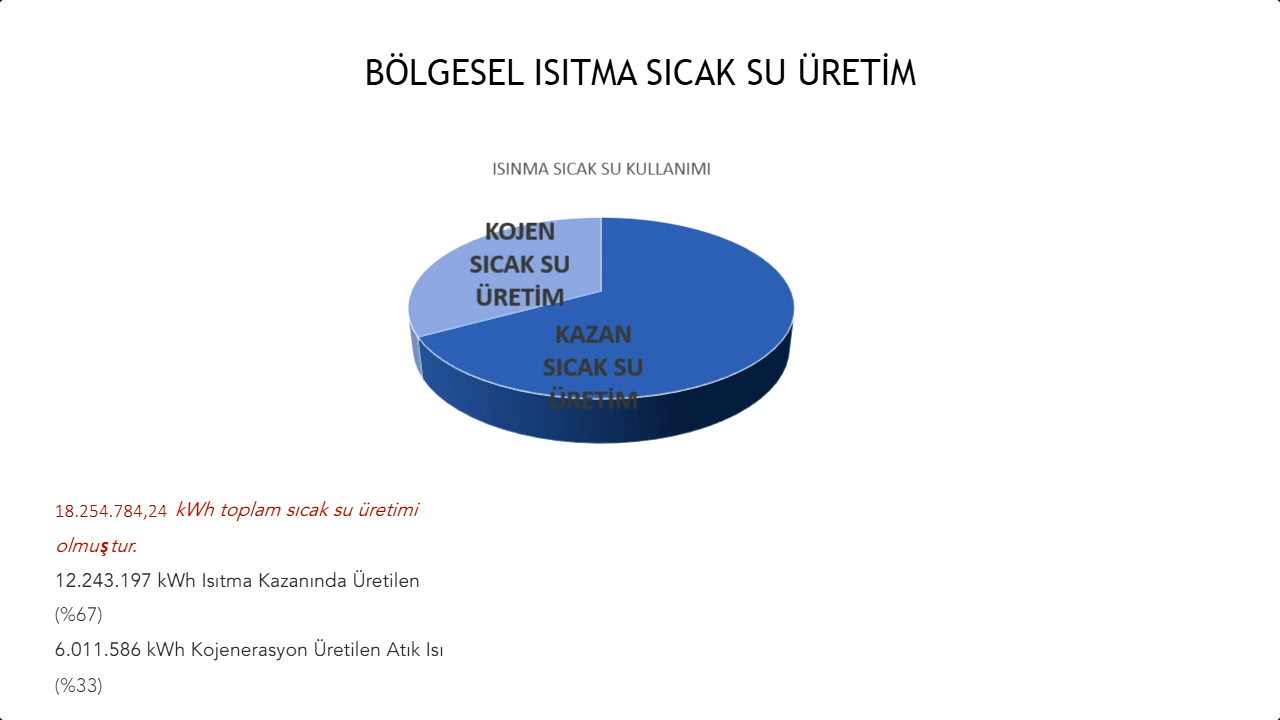 BÖLGESEL ISITMA SICAK SU ÜRETİM
ISINMA SICAK SU KULLANIMI
KOJEN
SICAK SU
ÜRETİM
KAZAN
SICAK SU
ÜRETİM
18.254.784,24 kWh toplam sıcak su üretimi
olmuştur.
12.243.197 kWh Isıtma Kazanında Üretilen
(%67)
6.011.586 kWh Kojenerasyon Üretilen Atık Isı
(%33)